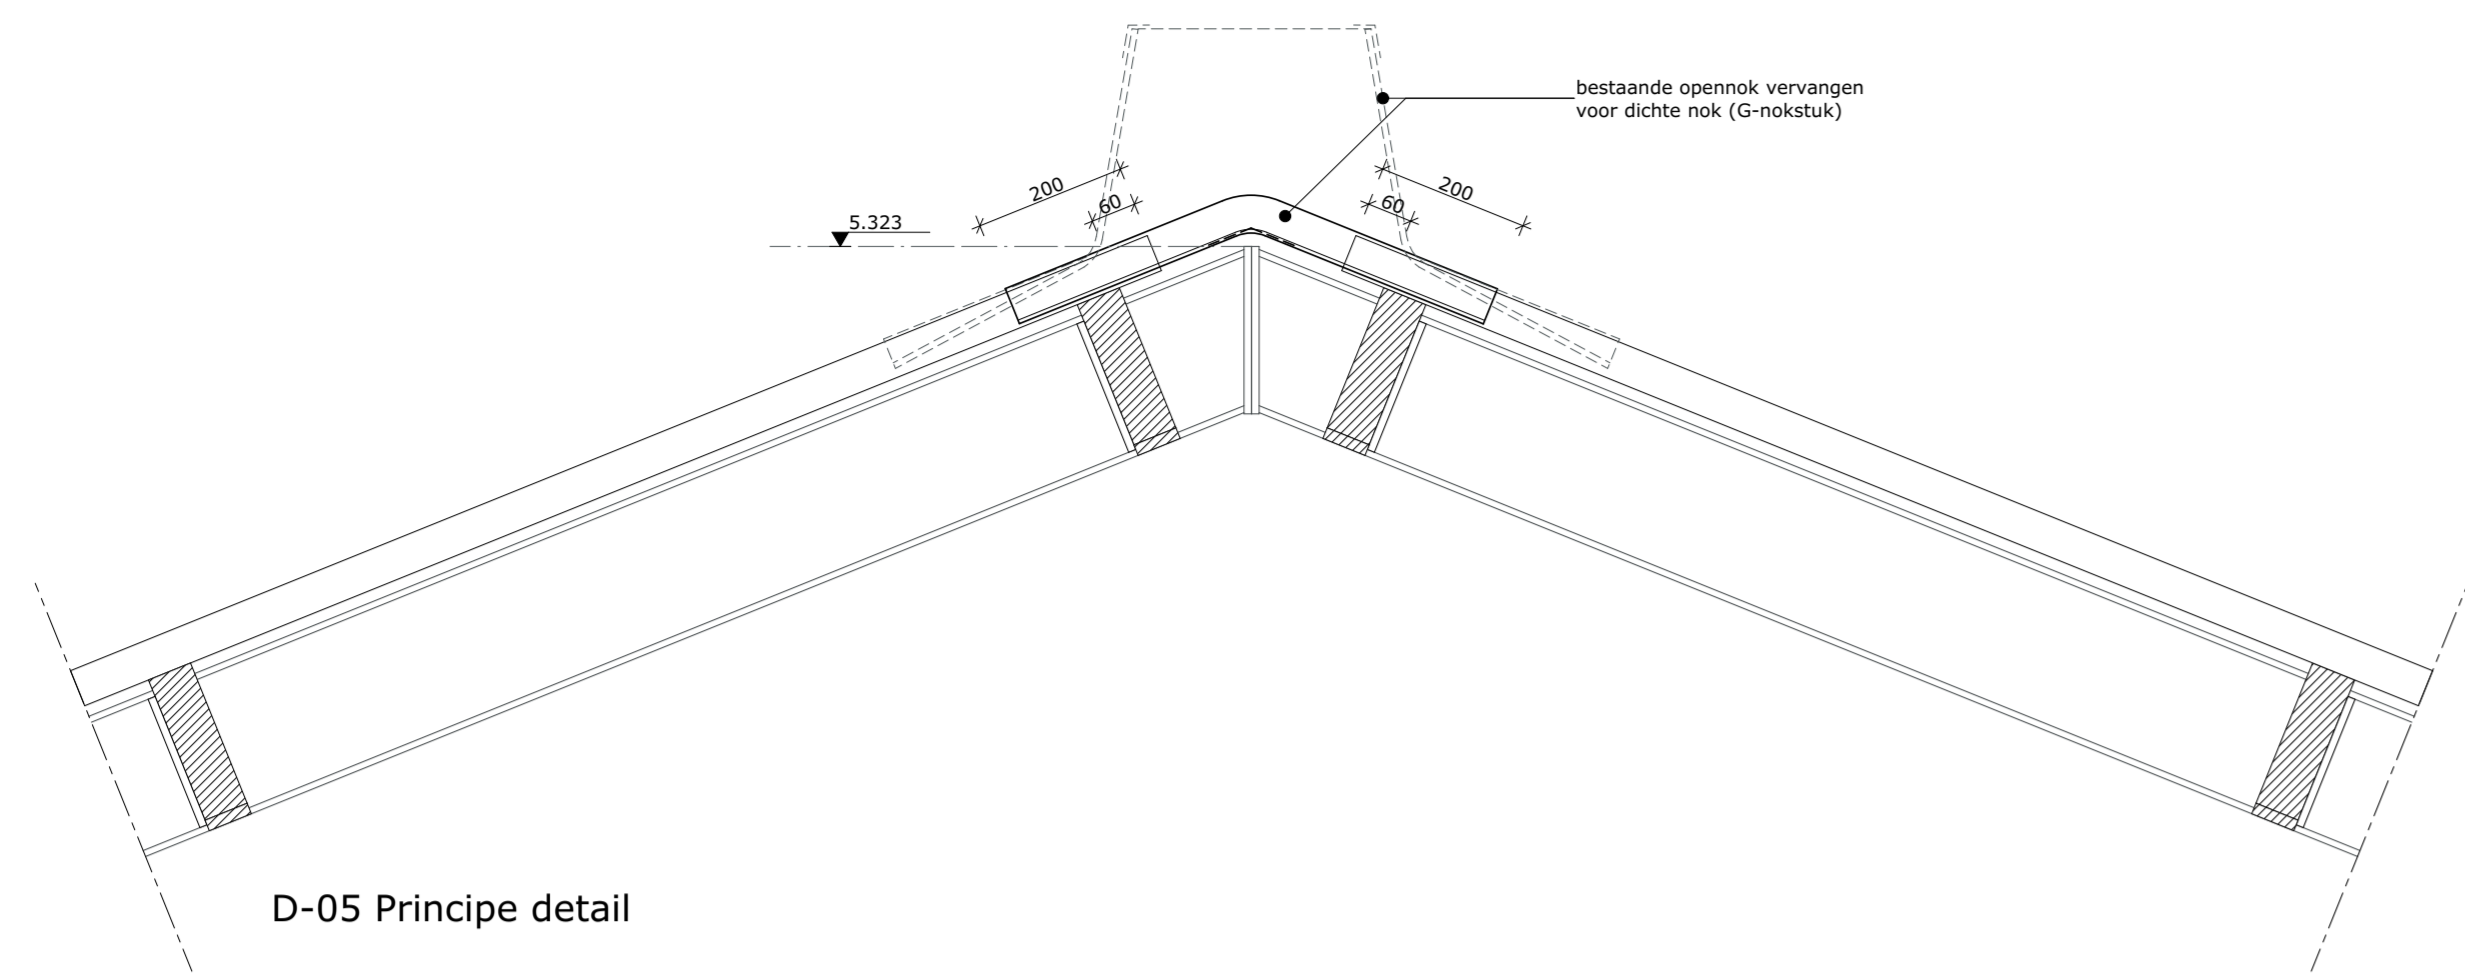 bestaande opennok vervangen
voor dichte nok (G-nokstuk)
200
60
200
60
5.323
D-05 Principe detail